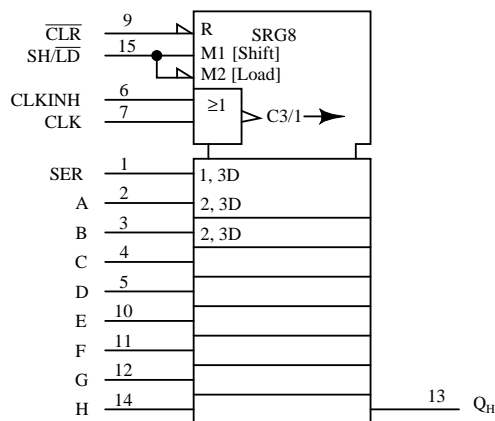 CLR 9 R SRG8
SH/LD 15 M1 [Shift]
M2 [Load]
CLKINH 6 ≥1
CLK 7 C3/1
SER 1 1, 3D
A 2 2, 3D
B 3 2, 3D
C 4
D 5
E 10
F 11
G 12
H 14 13 QH